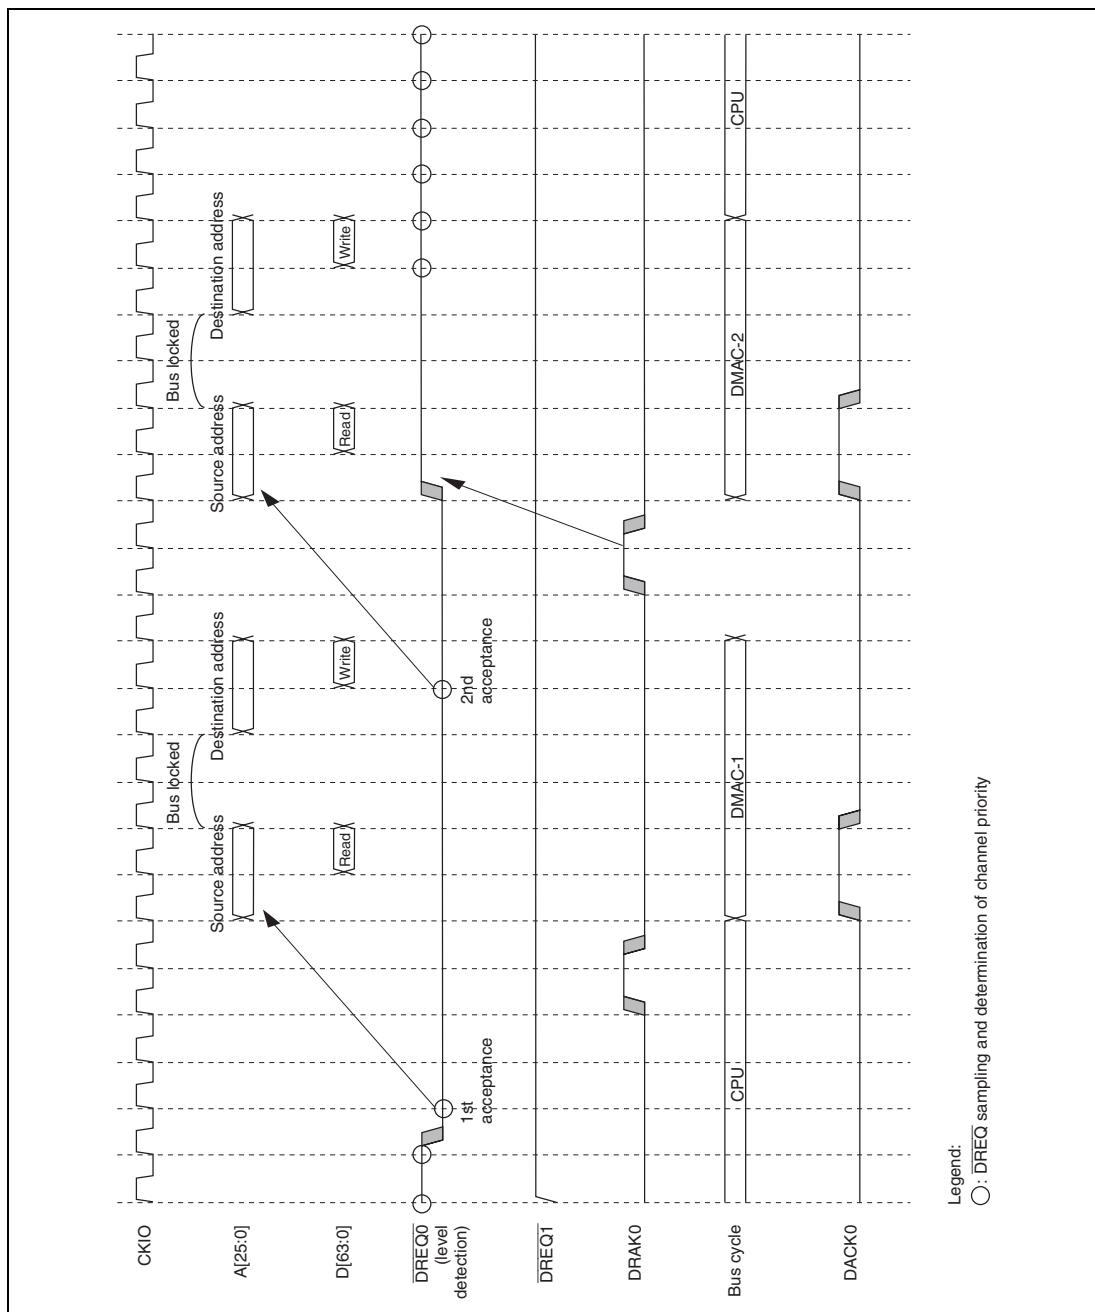 CKIO
Bus locked
Bus locked
A[25:0]
Source address
Destination address
Source address
Destination address
D[63:0]
Read
Write
Read
Write
DREQ0
(level
detection)
1st
acceptance
2nd
acceptance
DREQ1
DRAK0
Bus cycle
CPU
DMAC-1
DMAC-2
CPU
DACK0
Legend:
: DREQ sampling and determination of channel priority